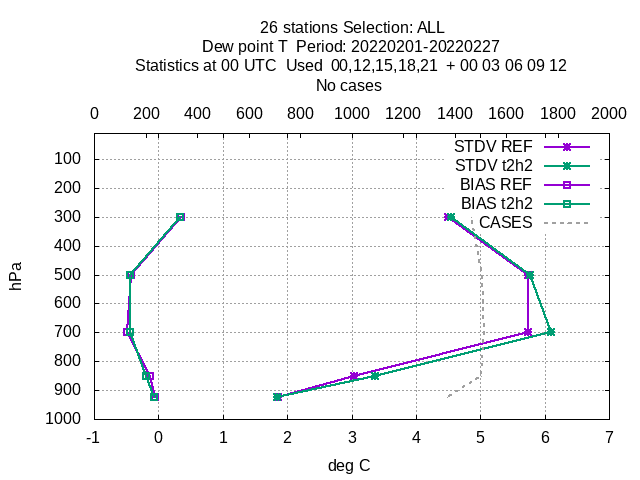 26 stations Selection: ALL
Dew point T  Period: 20220201-20220227
Statistics at 00 UTC  Used  00,12,15,18,21  + 00 03 06 09 12
No cases
0 200 400 600 800 1000 1200 1400 1600 1800 2000
STDV REF
STDV t2h2
BIAS REF
BIAS t2h2
CASES
hPa
100
200
300
400
500
600
700
800
900
1000
-1 0 1 2 3 4 5 6 7
deg C